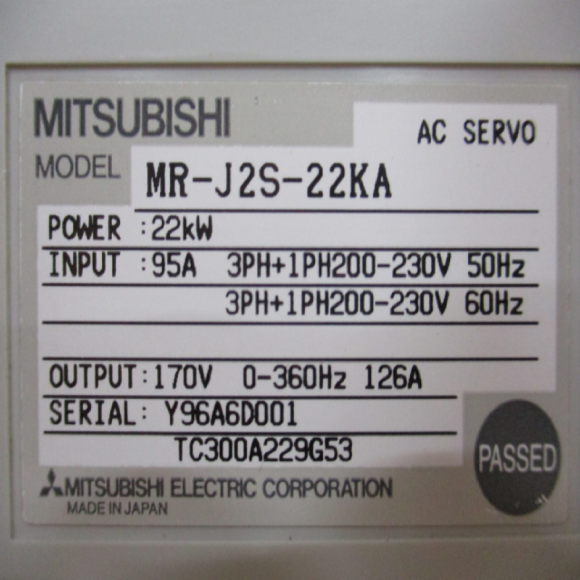 MITSUBISHI
AC SERVO
MODEL MR-J2S-22KA
POWER :22kW
INPUT :95A 3PH+1PH200-230V 50Hz
3PH+1PH200-230V 60Hz
OUTPUT:170V 0-360Hz 126A
SERIAL: Y96A6D001
TC300A229G53
PASSED
MITSUBISHI ELECTRIC CORPORATION
MADE IN JAPAN